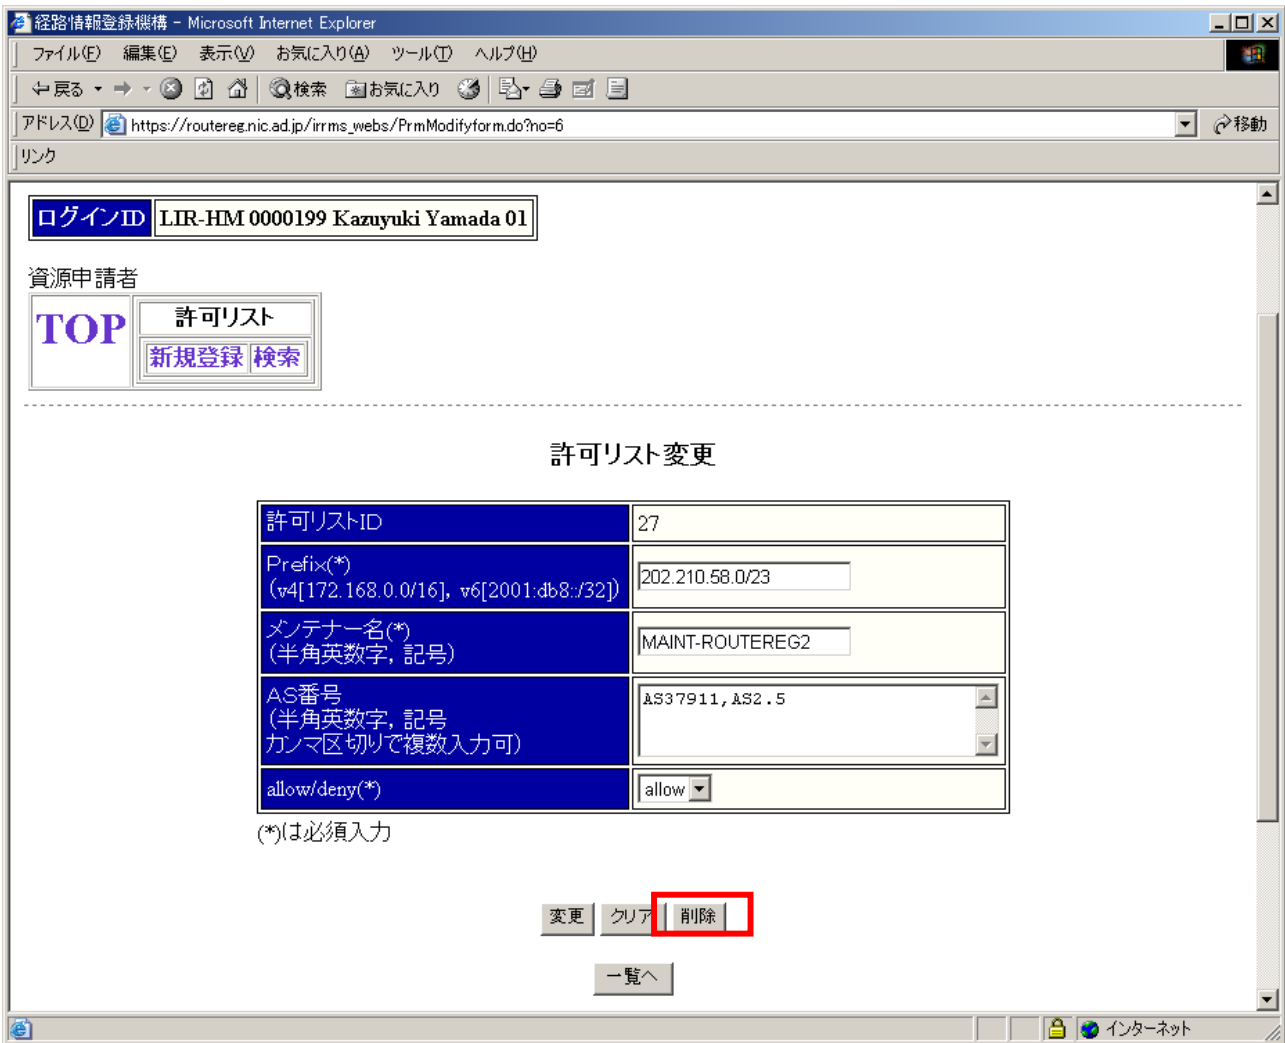 経路情報登録機構 - Microsoft Internet Explorer
ファイル(F) 編集(E) 表示(V) お気に入り(A) ツール(T) ヘルプ(H)
戻る 検索 お気に入り
アドレス(D) https://routereg.nic.ad.jp/irrms_webs/PrmModifyform.do?no=6 移動
リンク
ログインID LIR-HM 0000199 Kazuyuki Yamada 01
資源申請者
TOP 許可リスト
新規登録 検索
許可リスト変更
許可リストID 27
Prefix(*)
(v4[172.168.0.0/16], v6[2001:db8::/32]) 202.210.58.0/23
メンテナー名(*)
(半角英数字, 記号) MAINT-ROUTEREG2
AS番号
(半角英数字, 記号
カンマ区切りで複数入力可) AS37911,AS2.5
allow/deny(*) allow
(*)は必須入力
変更 クリア 削除
一覧へ
インターネット